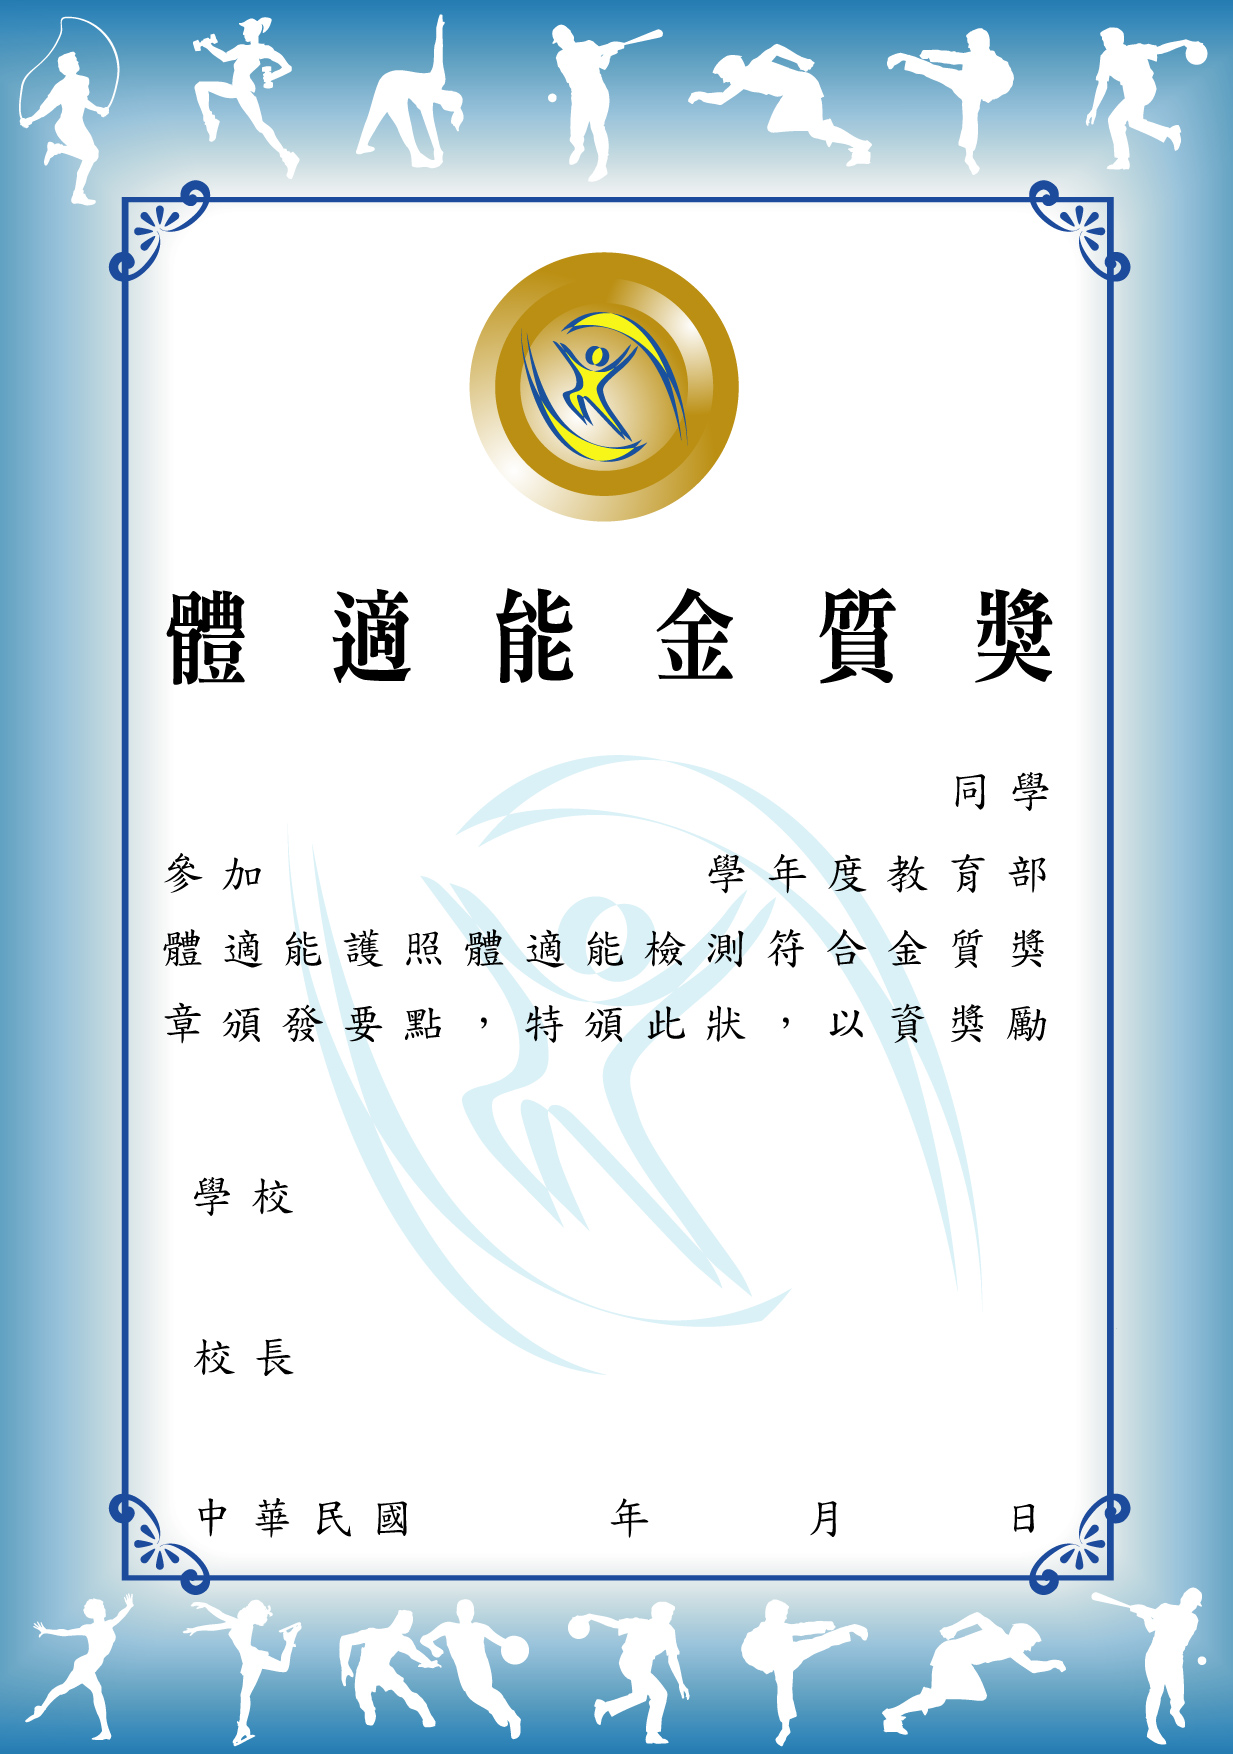 體適能金質獎
同學
參加 學年度教育部
體適能護照體適能檢測符合金質獎
章頒發要點，特頒此狀，以資獎勵
學校
校長
中華民國 年 月 日